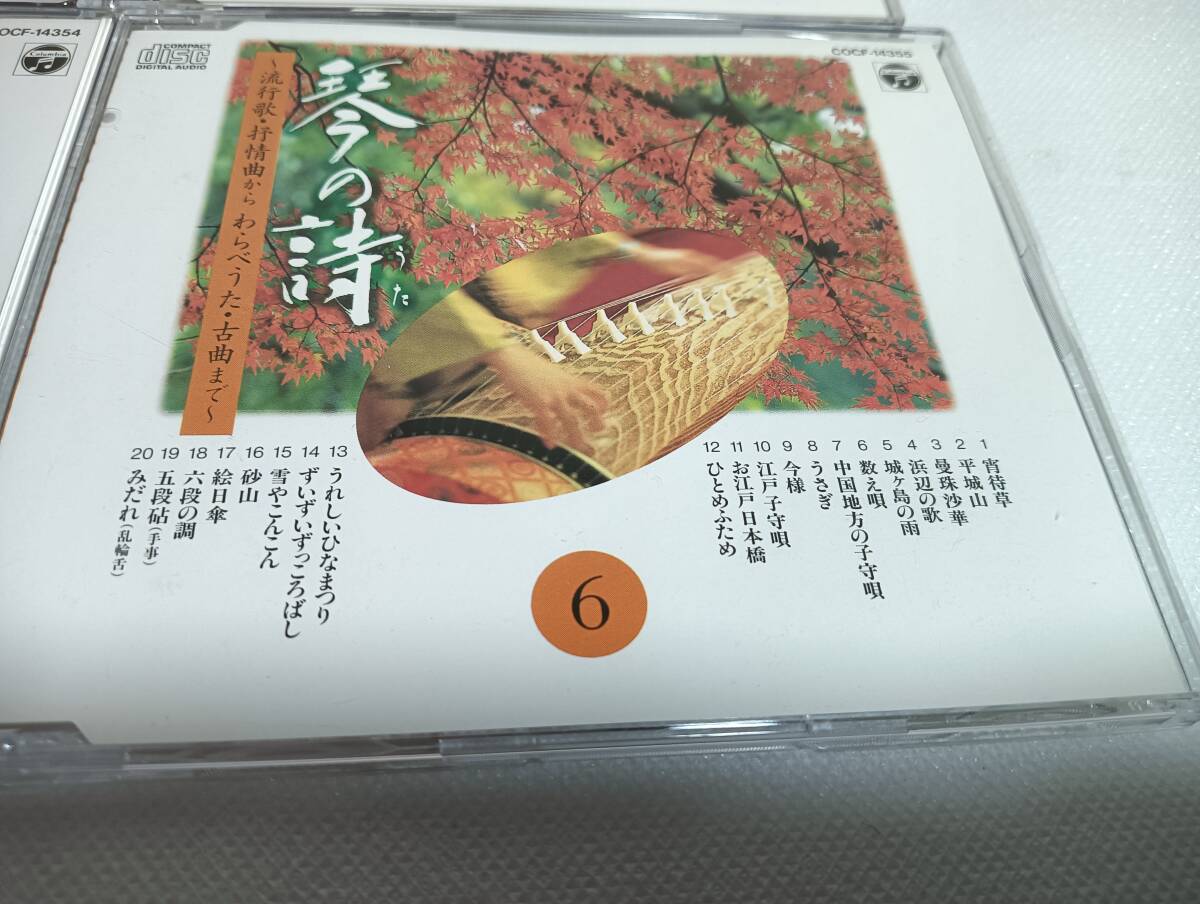 COCF-14354
Columbia
COMPACT
disc
DIGITAL AUDIO
COCF-14355
琴の詩
うた
～流行歌・抒情曲から わらべうた・古曲まで～
1 宵待草
2 平城山
3 曼珠沙華
4 浜辺の歌
5 城ヶ島の雨
6 数え唄
7 中国地方の子守唄
8 うさぎ
9 今様
10 江戸子守唄
11 お江戸日本橋
12 ひとめふため
13 うれしいひなまつり
14 ずいずいずっころばし
15 雪やこんこん
16 砂山
17 絵日傘
18 六段の調
19 五段砧(手事)
20 みだれ(乱輪舌)
6